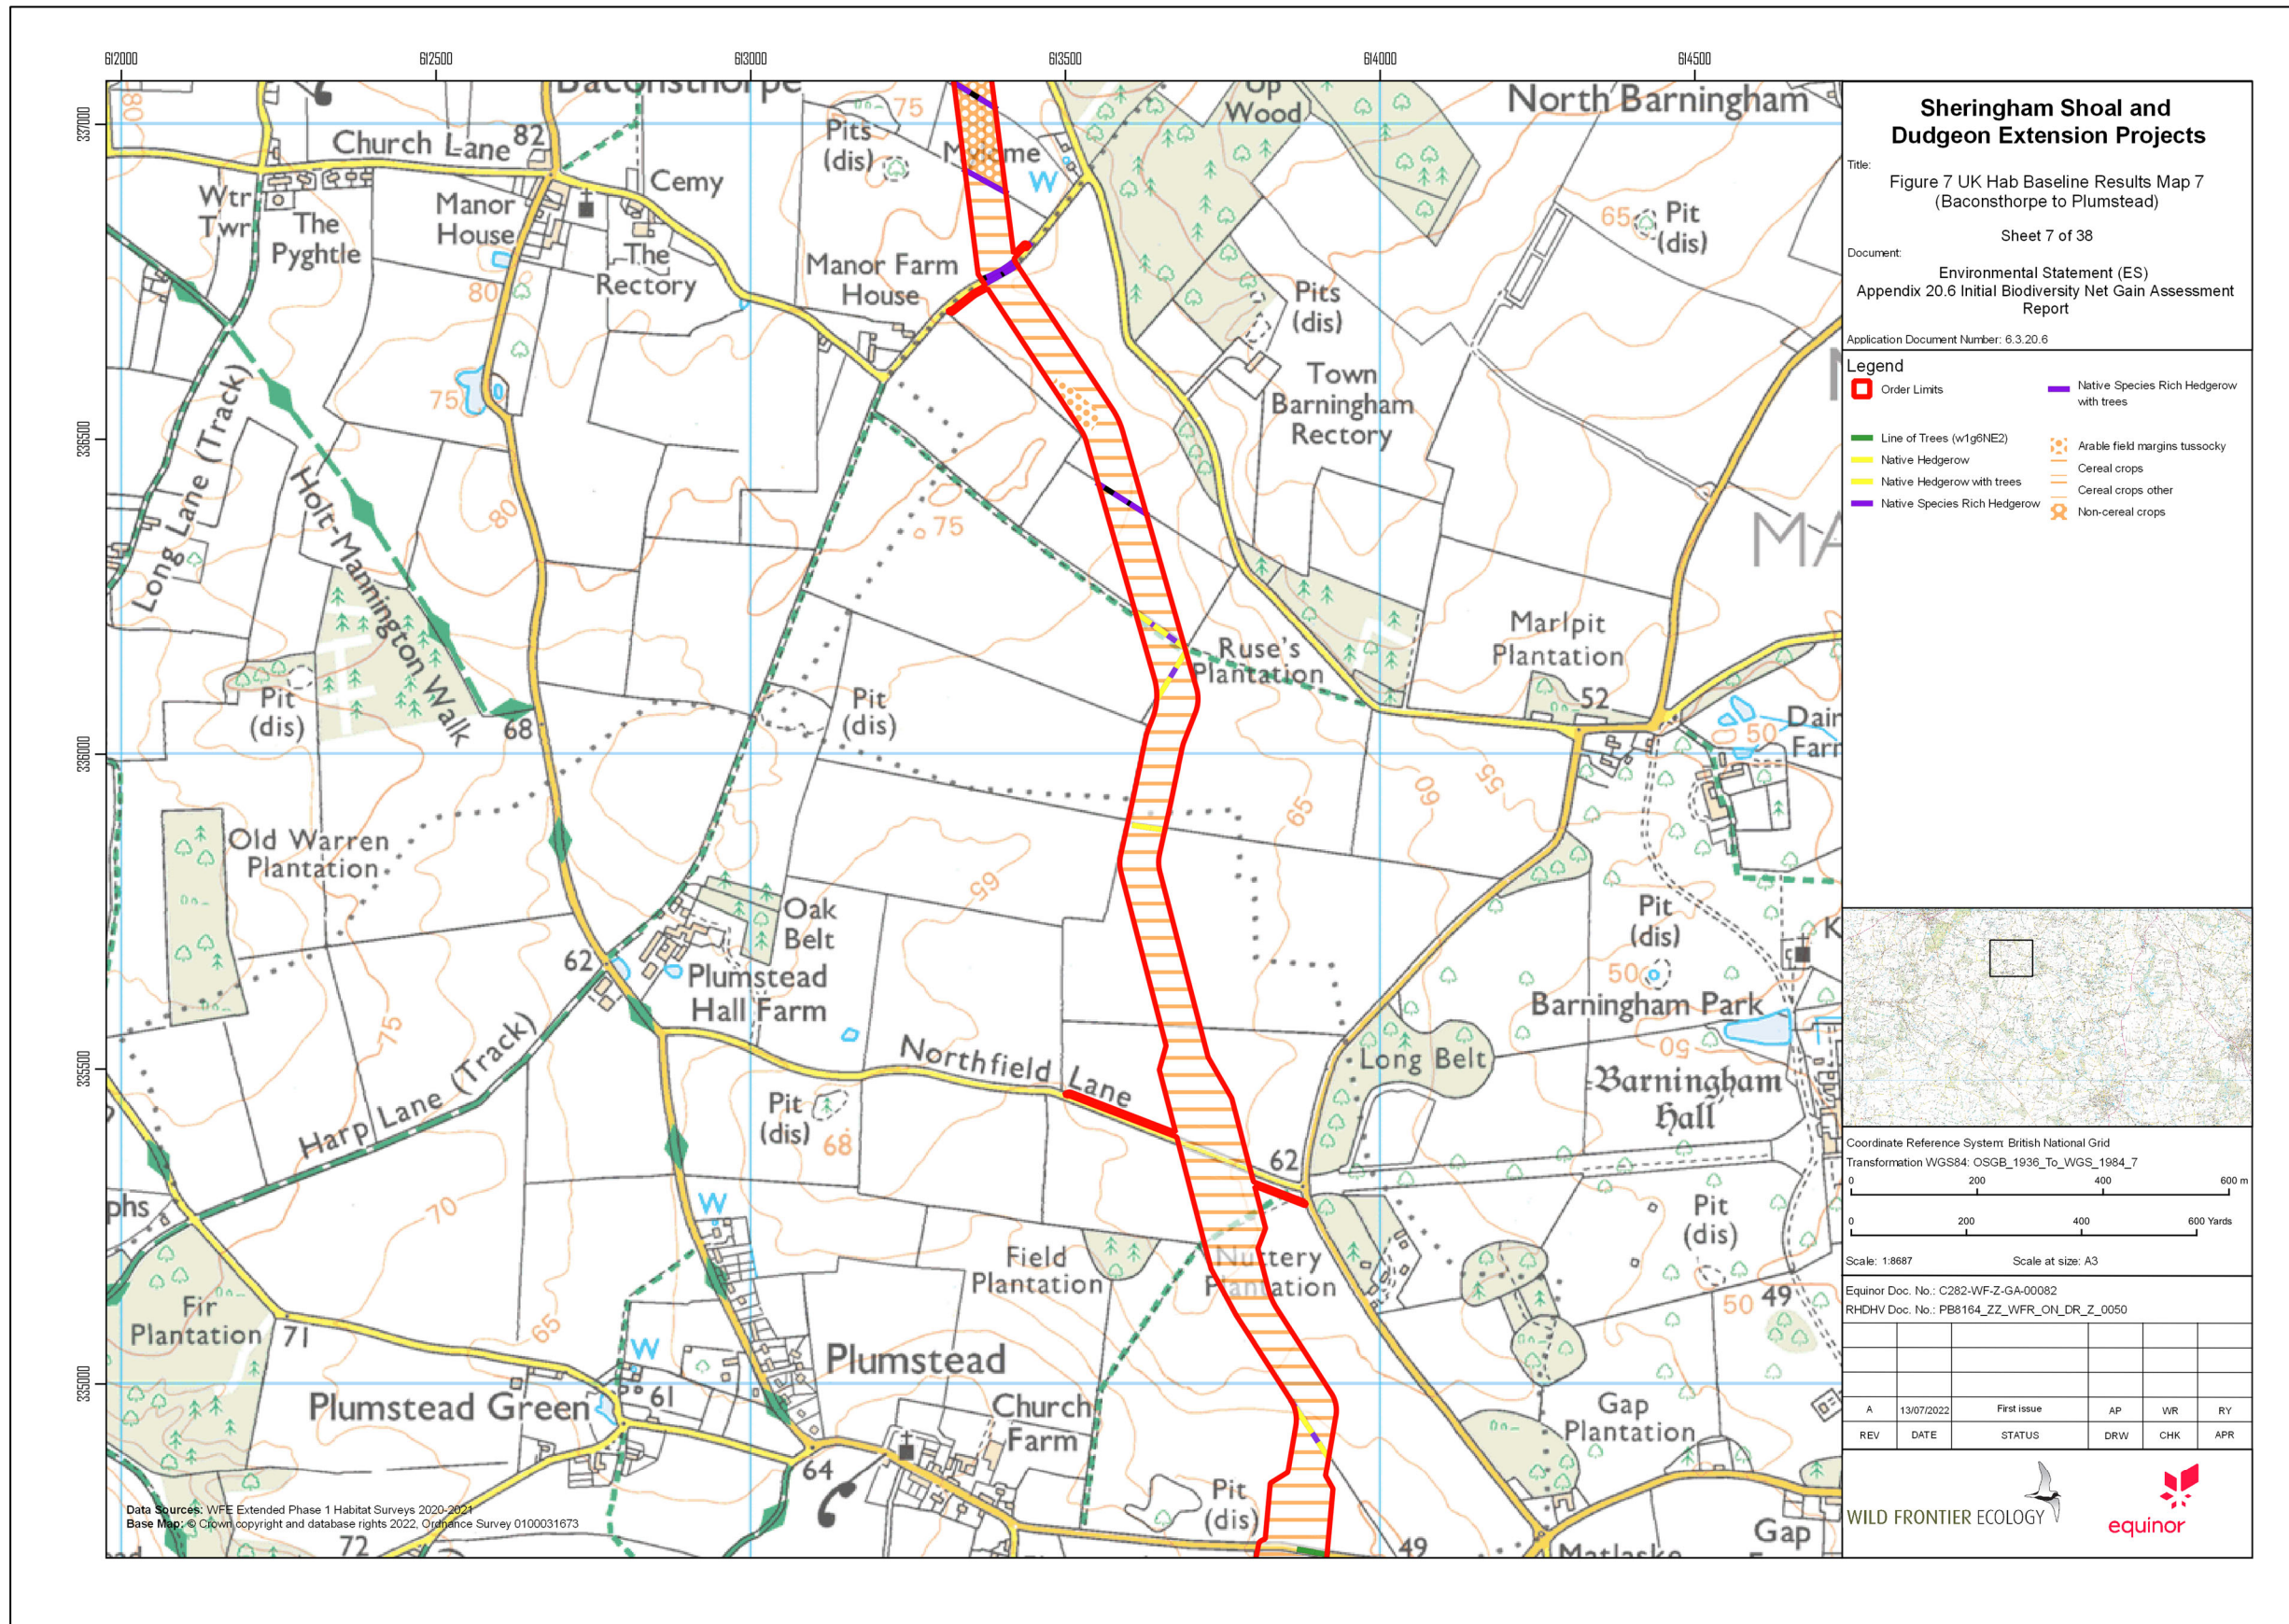 612000
612500
613000
613500
614000
614500
337000
336500
336000
335500
335000
Baconsthorpe
80
Church Lane
82
Pits
(dis)
75
Up
Wood
North Barningham
Wtr
Twr
The
Pyghtle
Manor
House
Cemy
The
Rectory
80
W
Manor Farm
House
65
Pit
(dis)
Pits
(dis)
Town
Barningham
Rectory
75
Long Lane (Track)
Holt-Mannington Walk
80
75
MA
Pit
(dis)
68
Pit
(dis)
Ruse's
Plantation
Marlpit
Plantation
52
Dair
Farr
50
Old Warren
Plantation
65
60
55
65
Oak
Belt
62
Plumstead
Hall Farm
75
Pit
(dis)
50
Barningham Park
K
50
Harp Lane (Track)
Northfield Lane
Long Belt
Barningham
Hall
Pit
(dis)
68
62
phs
70
W
Field
Plantation
Nuttery
Plantation
Pit
(dis)
50
49
Fir
Plantation
71
65
W
Plumstead
Plumstead Green
61
Church
Farm
Gap
Plantation
64
Pit
(dis)
72
49
Matlaske
Gap
Data Sources: WFE Extended Phase 1 Habitat Surveys 2020-2021
Base Map: © Crown copyright and database rights 2022, Ordnance Survey 0100031673
Sheringham Shoal and
Dudgeon Extension Projects
Title:
Figure 7 UK Hab Baseline Results Map 7
(Baconsthorpe to Plumstead)
Sheet 7 of 38
Document:
Environmental Statement (ES)
Appendix 20.6 Initial Biodiversity Net Gain Assessment
Report
Application Document Number: 6.3.20.6
Legend
Order Limits
Line of Trees (w1g6NE2)
Native Hedgerow
Native Hedgerow with trees
Native Species Rich Hedgerow
Native Species Rich Hedgerow
with trees
Arable field margins tussocky
Cereal crops
Cereal crops other
Non-cereal crops
Coordinate Reference System: British National Grid
Transformation WGS84: OSGB_1936_To_WGS_1984_7
0 200 400 600 m
0 200 400 600 Yards
Scale: 1:8687 Scale at size: A3
Equinor Doc. No.: C282-WF-Z-GA-00082
RHDHV Doc. No.: PB8164_ZZ_WFR_ON_DR_Z_0050
A 13/07/2022 First issue AP WR RY
REV DATE STATUS DRW CHK APR
WILD FRONTIER ECOLOGY
equinor